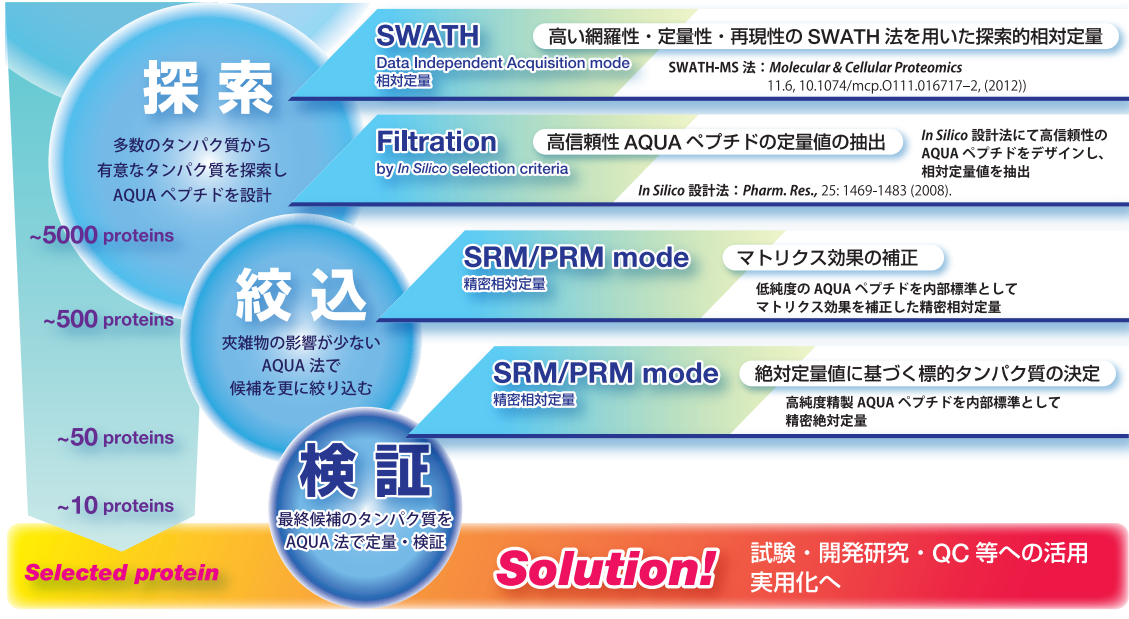 探索
多数のタンパク質から
有意なタンパク質を探索し
AQUA ペプチドを設計
SWATH
Data Independent Acquisition mode
相対定量
高い網羅性・定量性・再現性の SWATH 法を用いた探索的相対定量
SWATH-MS 法：Molecular & Cellular Proteomics
11.6, 10.1074/mcp.O111.016717–2, (2012))
Filtration
by In Silico selection criteria
高信頼性 AQUA ペプチドの定量値の抽出
In Silico 設計法にて高信頼性の
AQUA ペプチドをデザインし、
相対定量値を抽出
In Silico 設計法：Pharm. Res., 25: 1469-1483 (2008).
~5000 proteins
~500 proteins
~50 proteins
~10 proteins
絞込
夾雑物の影響が少ない
AQUA 法で
候補を更に絞り込む
SRM/PRM mode
精密相対定量
マトリクス効果の補正
低純度の AQUA ペプチドを内部標準として
マトリクス効果を補正した精密相対定量
SRM/PRM mode
精密相対定量
絶対定量値に基づく標的タンパク質の決定
高純度精製 AQUA ペプチドを内部標準として
精密絶対定量
検証
最終候補のタンパク質を
AQUA 法で定量・検証
Selected protein
Solution!
試験・開発研究・QC 等への活用
実用化へ